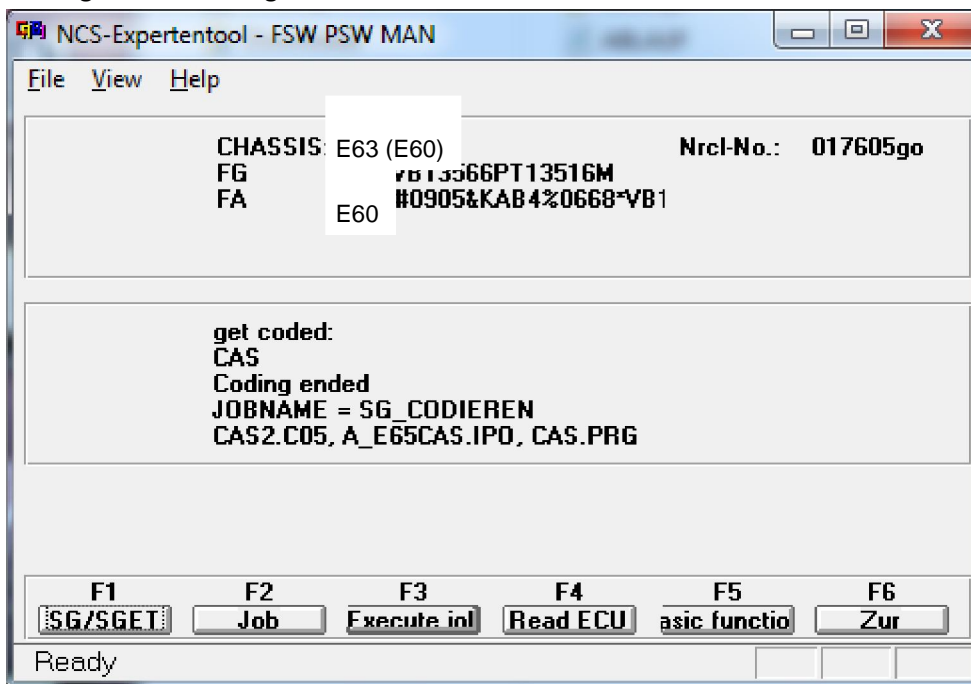 NCS-Expertentool - FSW PSW MAN
File View Help
CHASSIS: E63 (E60) Nrcl-No.: 017605go
FG VB13566PT13516M
FA E60 #0905&KAB4%0668*VB1
get coded:
CAS
Coding ended
JOBNAME = SG_CODIEREN
CAS2.C05, A_E65CAS.IPO, CAS.PRG
F1 F2 F3 F4 F5 F6
SG/SGET Job Execute jol Read ECU asic functio Zur
Ready